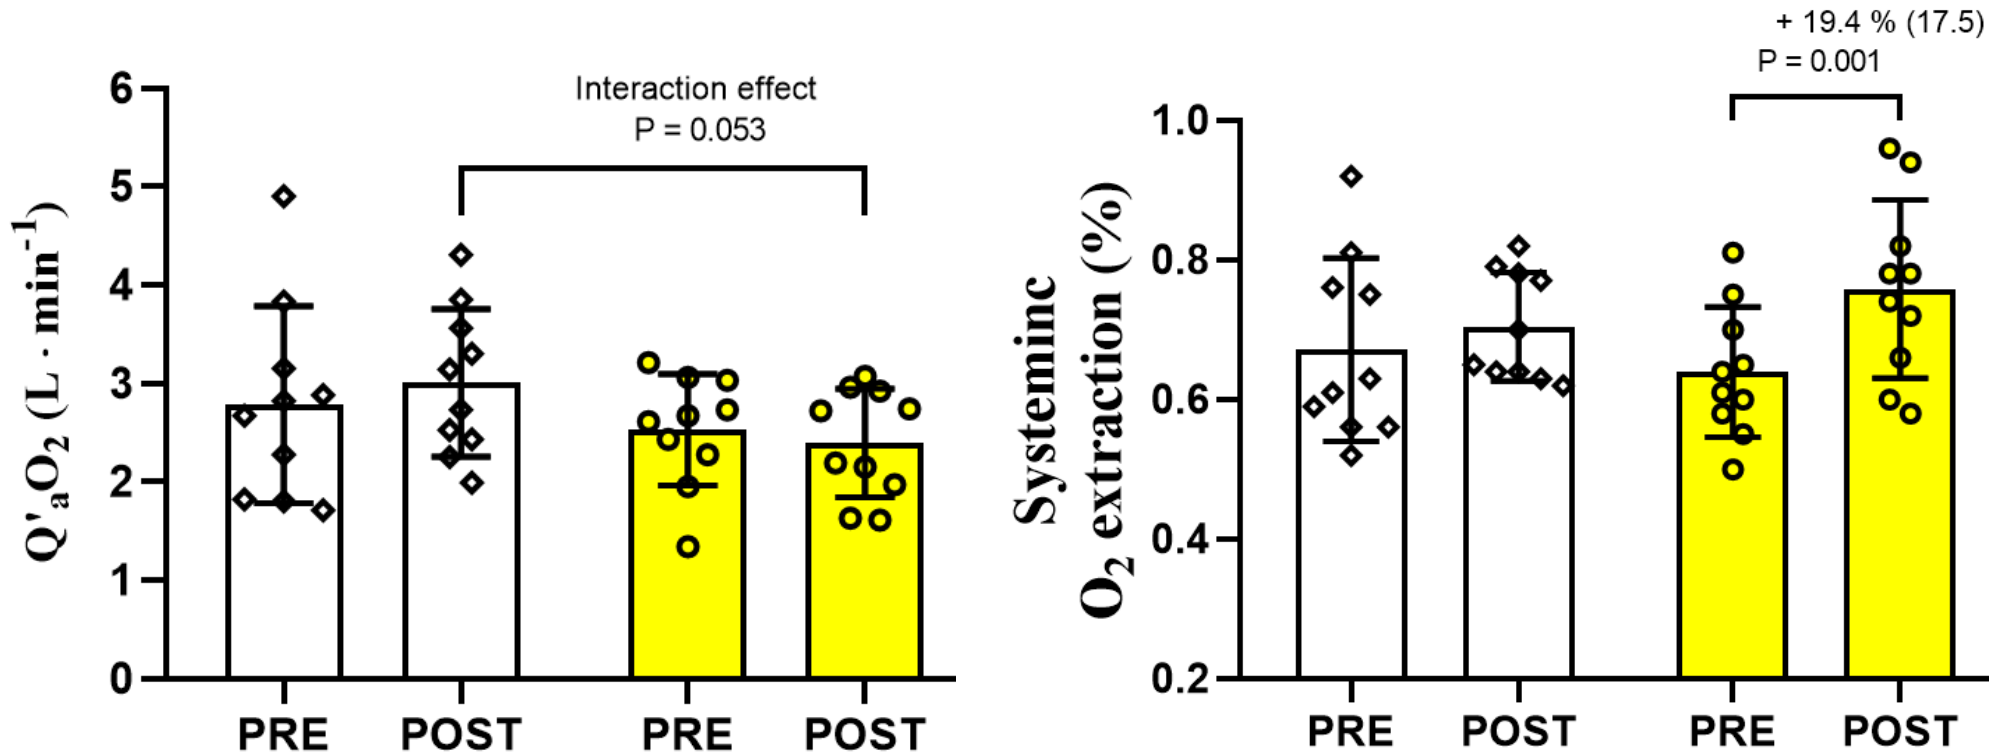 Q'aO2 (L · min-1)
6
5
4
3
2
1
0
Interaction effect
P = 0.053
PRE POST PRE POST
Systeminc
O2 extraction (%)
1.0
0.8
0.6
0.4
0.2
+ 19.4 % (17.5)
P = 0.001
PRE POST PRE POST